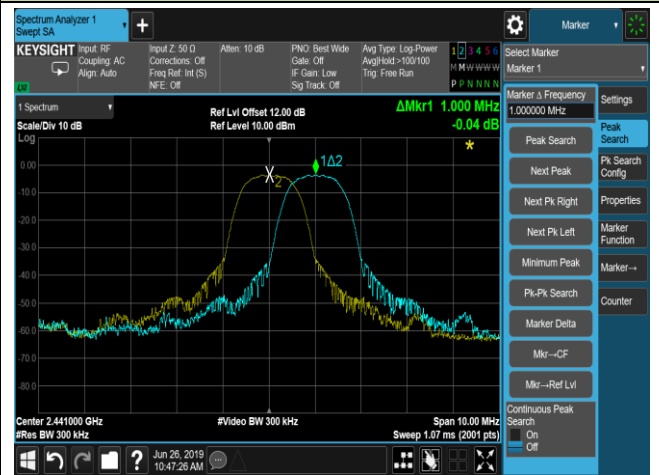 Spectrum Analyzer 1
Swept SA
Marker
KEYSIGHT
Input: RF
Coupling: AC
Align: Auto
Input Z: 50 Ω
Corrections: Off
Freq Ref: Int (S)
NFE: Off
Atten: 10 dB
PNO: Best Wide
Gate: Off
IF Gain: Low
Sig Track: Off
Avg Type: Log-Power
Avg|Hold:>100/100
Trig: Free Run
1 2 3 4 5 6
M M W W W W
P P N N N N
LXI
Select Marker
Marker 1
1 Spectrum
Scale/Div 10 dB
Log
Ref Lvl Offset 12.00 dB
Ref Level 10.00 dBm
ΔMkr1 1.000 MHz
-0.04 dB
0.00
-10.0
-20.0
-30.0
-40.0
-50.0
-60.0
-70.0
-80.0
1Δ2
2
Center 2.441000 GHz
#Res BW 300 kHz
#Video BW 300 kHz
Span 10.00 MHz
Sweep 1.07 ms (2001 pts)
Marker Δ Frequency
1.000000 MHz
Peak Search
Next Peak
Next Pk Right
Next Pk Left
Minimum Peak
Pk-Pk Search
Marker Delta
Mkr→CF
Mkr→Ref Lvl
Continuous Peak
Search
On
Off
Settings
Peak
Search
Pk Search
Config
Properties
Marker
Function
Marker→
Counter
Jun 26, 2019
10:47:26 AM